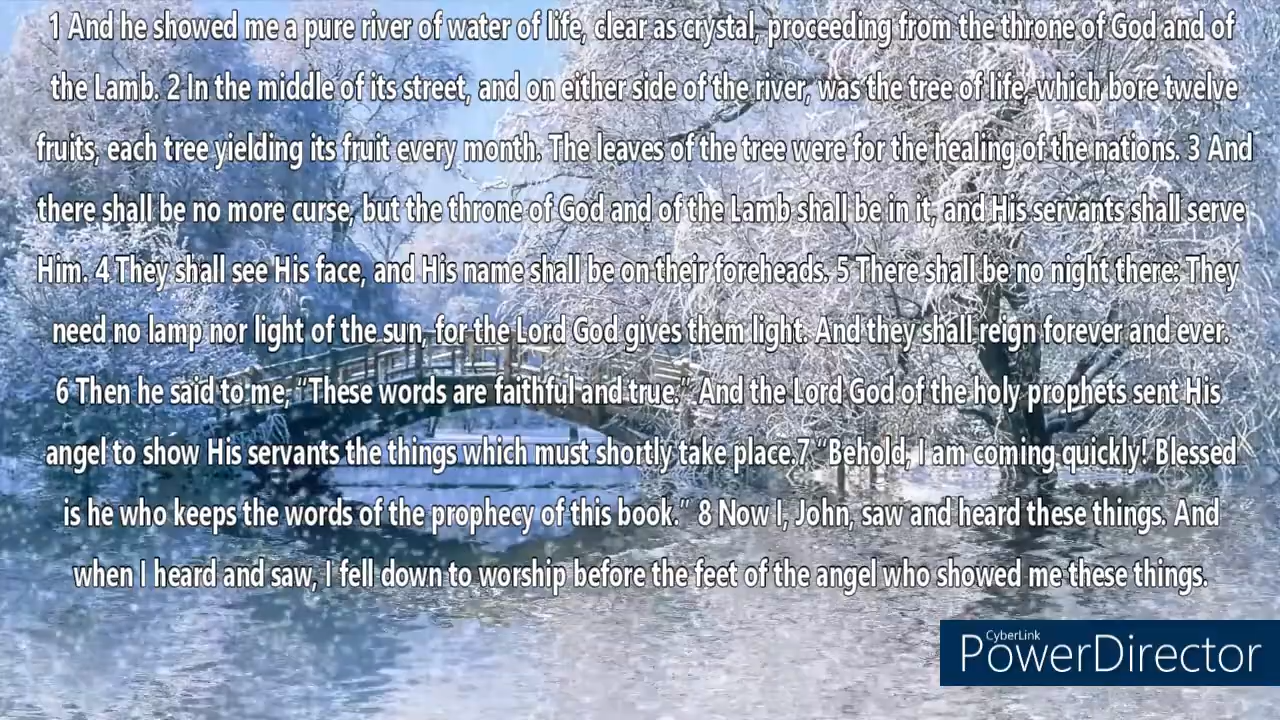 1 And he showed me a pure river of water of life, clear as crystal, proceeding from the throne of God and of
the Lamb. 2 In the middle of its street, and on either side of the river, was the tree of life, which bore twelve
fruits, each tree yielding its fruit every month. The leaves of the tree were for the healing of the nations. 3 And
there shall be no more curse, but the throne of God and of the Lamb shall be in it, and His servants shall serve
Him. 4 They shall see His face, and His name shall be on their foreheads. 5 There shall be no night there: They
need no lamp nor light of the sun, for the Lord God gives them light. And they shall reign forever and ever.
6 Then he said to me, “These words are faithful and true.” And the Lord God of the holy prophets sent His
angel to show His servants the things which must shortly take place.7 “Behold, I am coming quickly! Blessed
is he who keeps the words of the prophecy of this book.” 8 Now I, John, saw and heard these things. And
when I heard and saw, I fell down to worship before the feet of the angel who showed me these things.
CyberLink
PowerDirector